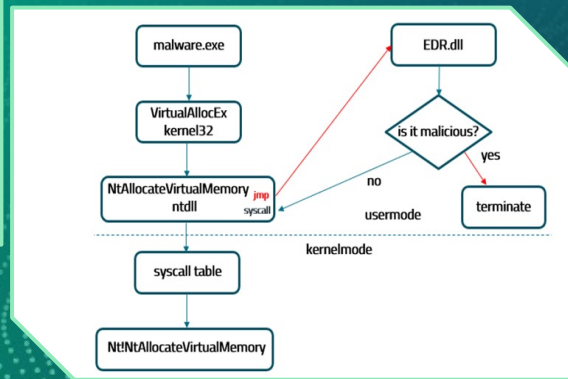 malware.exe
EDR.dll
VirtualAllocEx
kernel32
is it malicious?
yes
no
NtAllocateVirtualMemory
ntdll
jmp
syscall
usermode
terminate
kernelmode
syscall table
Nt!NtAllocateVirtualMemory